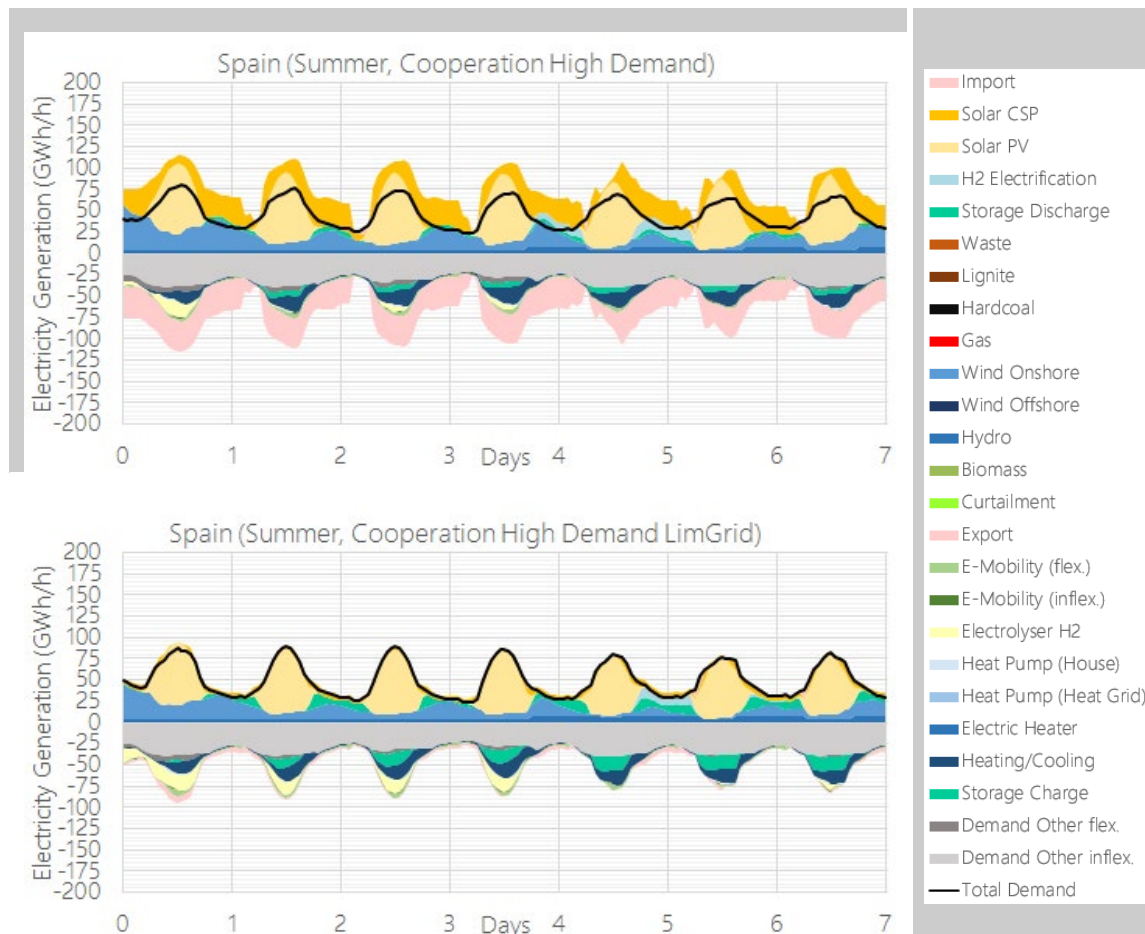 Spain (Summer, Cooperation High Demand)
Electricity Generation (GWh/h)
200
175
150
125
100
75
50
25
0
-25
-50
-75
-100
-125
-150
-175
-200
0 1 2 3 Days 4 5 6 7
Spain (Summer, Cooperation High Demand LimGrid)
Electricity Generation (GWh/h)
200
175
150
125
100
75
50
25
0
-25
-50
-75
-100
-125
-150
-175
-200
0 1 2 3 Days 4 5 6 7
Import
Solar CSP
Solar PV
H2 Electrification
Storage Discharge
Waste
Lignite
Hardcoal
Gas
Wind Onshore
Wind Offshore
Hydro
Biomass
Curtailment
Export
E-Mobility (flex.)
E-Mobility (inflex.)
Electrolyser H2
Heat Pump (House)
Heat Pump (Heat Grid)
Electric Heater
Heating/Cooling
Storage Charge
Demand Other flex.
Demand Other inflex.
Total Demand